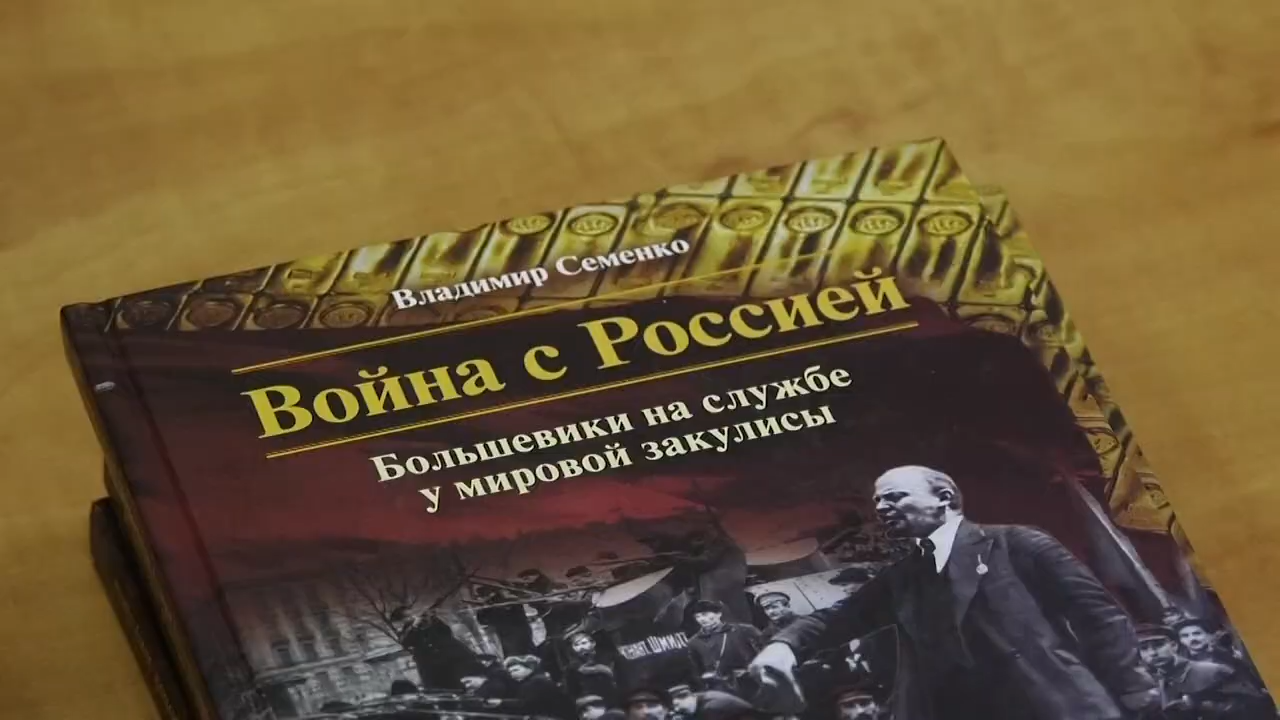 Владимир Семенко
Война с Россией
Большевики на службе
у мировой закулисы